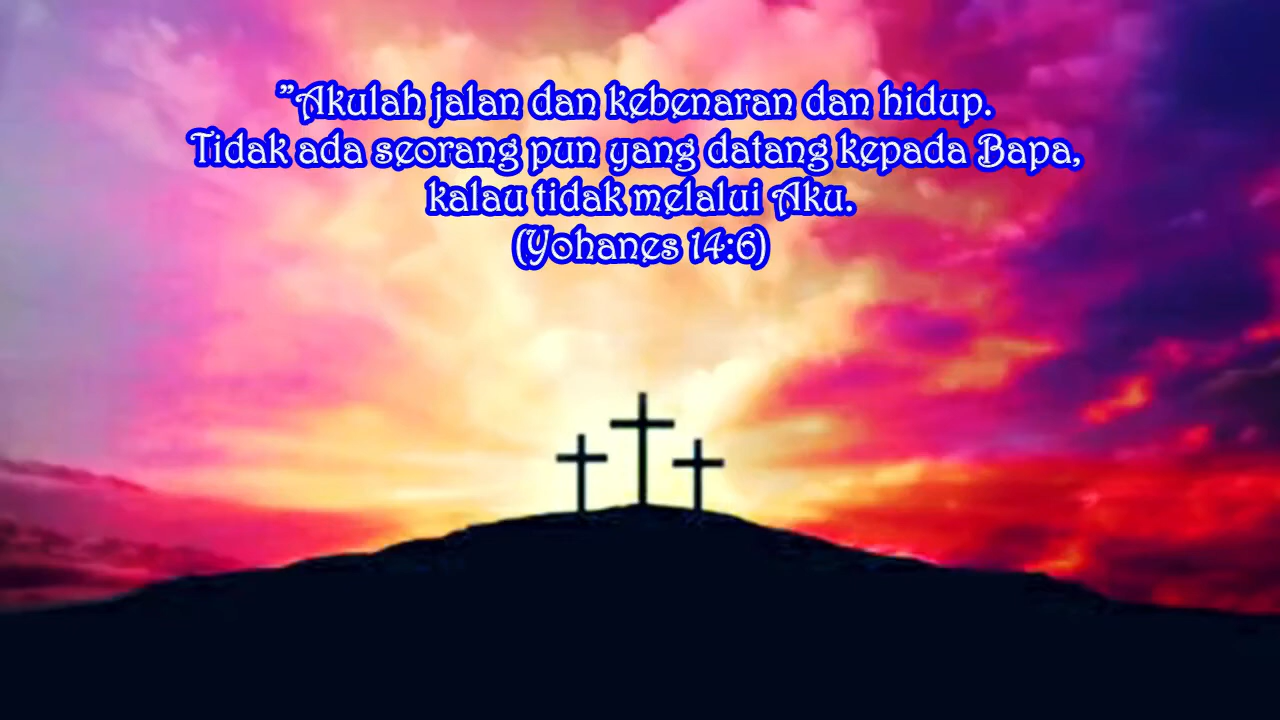 ”Akulah jalan dan kebenaran dan hidup.
Tidak ada seorang pun yang datang kepada Bapa,
kalau tidak melalui Aku.
(Yohanes 14:6)